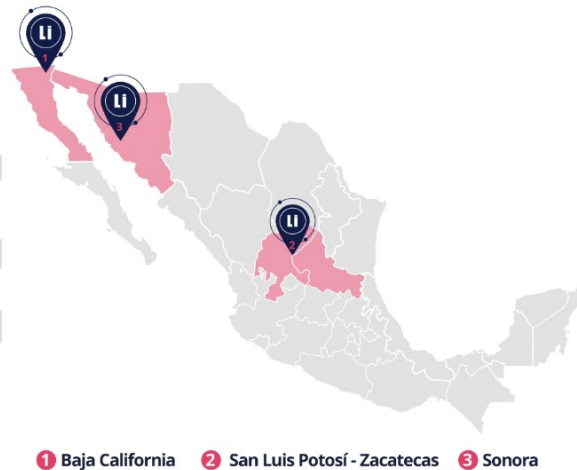 Li
1
Li
3
Li
2
1 Baja California 2 San Luis Potosí - Zacatecas 3 Sonora